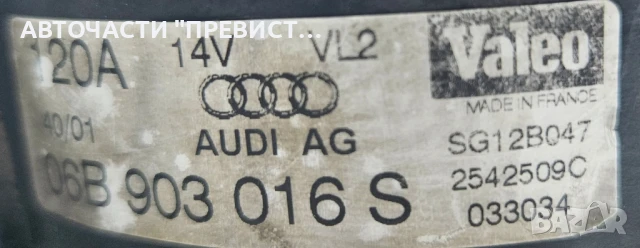 АВТОЧАСТИ "ПРЕВИСТ...
120A 14V VL2
Valeo
MADE IN FRANCE
40/01
AUDI AG
SG12B047
06B 903 016 S
2542509C
033034
BAZAR